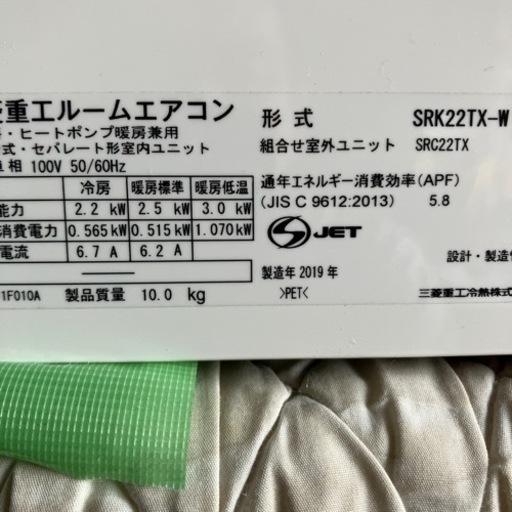 菱重工ルームエアコン
・ヒートポンプ暖房兼用
式・セパレート形室内ユニット
相 100V 50/60Hz
冷房 暖房標準 暖房低温
能力 2.2 kW 2.5 kW 3.0 kW
消費電力 0.565 kW 0.515 kW 1.070 kW
電流 6.7 A 6.2 A
1F010A 製品質量 10.0 kg
形式 SRK22TX-W
組合せ室外ユニット SRC22TX
通年エネルギー消費効率(APF)
(JIS C 9612:2013) 5.8
JET
製造年 2019 年
>PET<
設計・製造
三菱重工冷熱株式